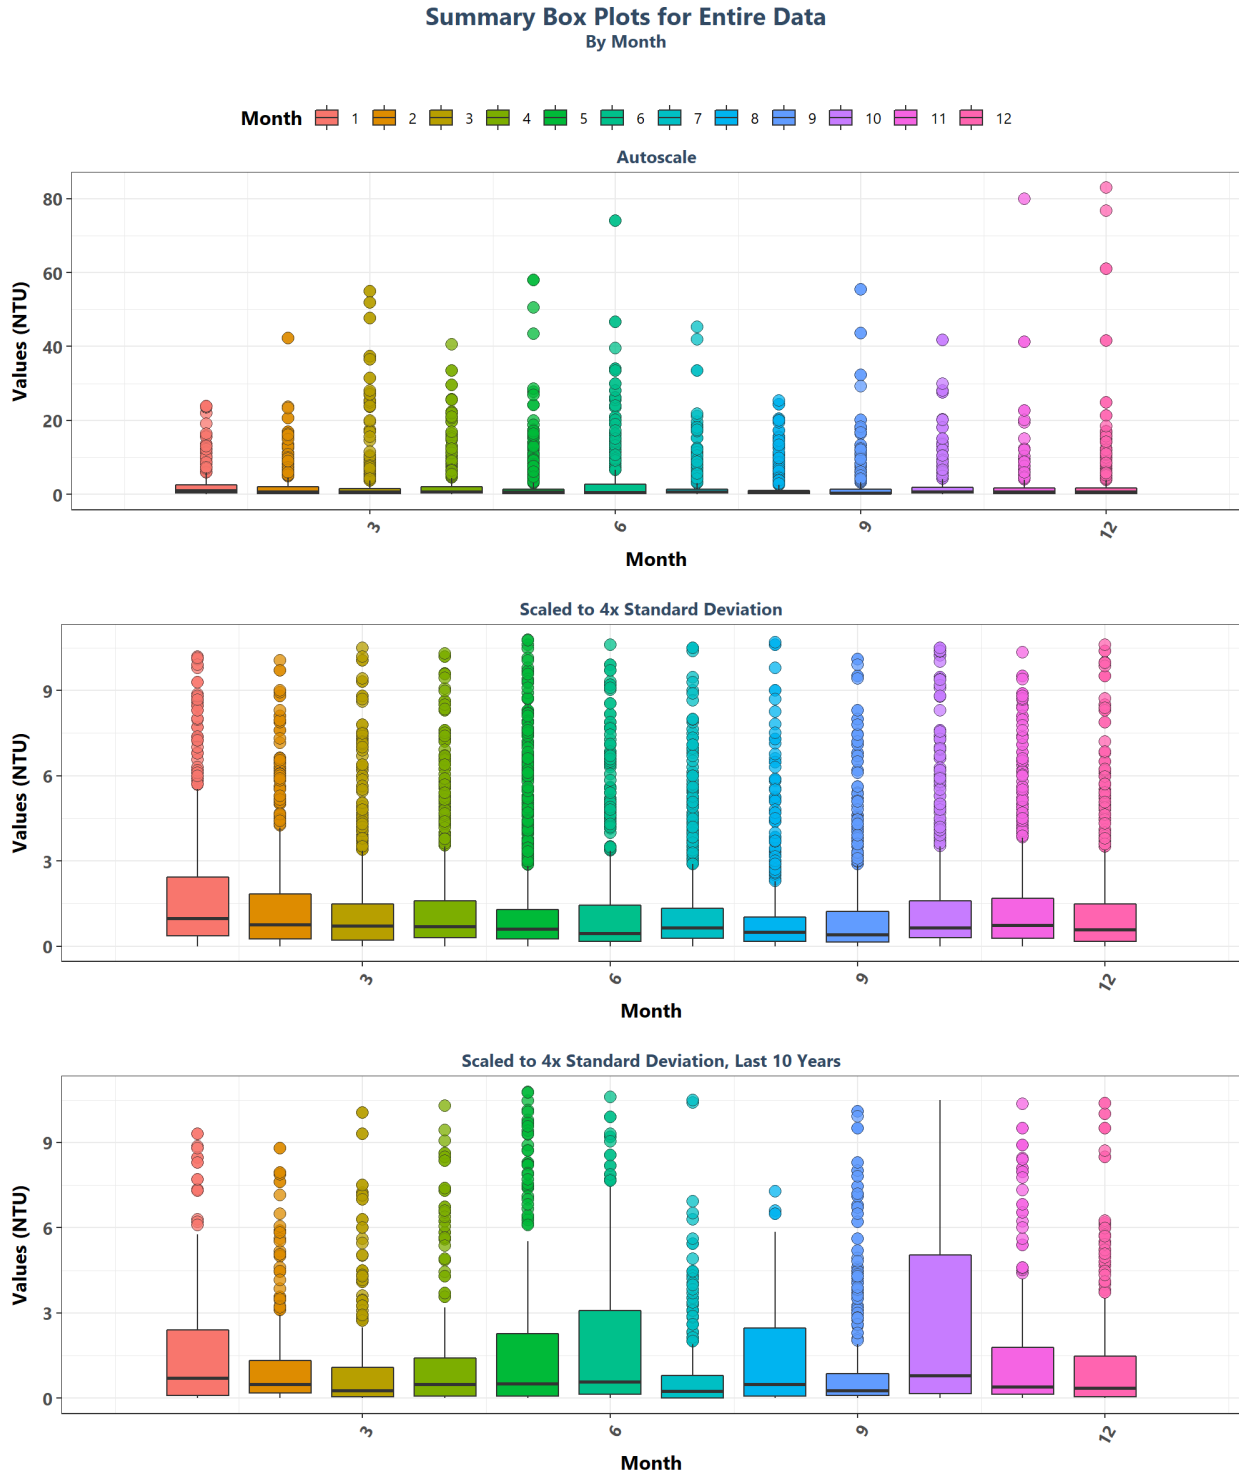 Summary Box Plots for Entire Data
By Month
Month 1 2 3 4 5 6 7 8 9 10 11 12
Autoscale
Values (NTU)
80
60
40
20
0
3 6 9 12
Month
Scaled to 4x Standard Deviation
Values (NTU)
9
6
3
0
3 6 9 12
Month
Scaled to 4x Standard Deviation, Last 10 Years
Values (NTU)
9
6
3
0
3 6 9 12
Month